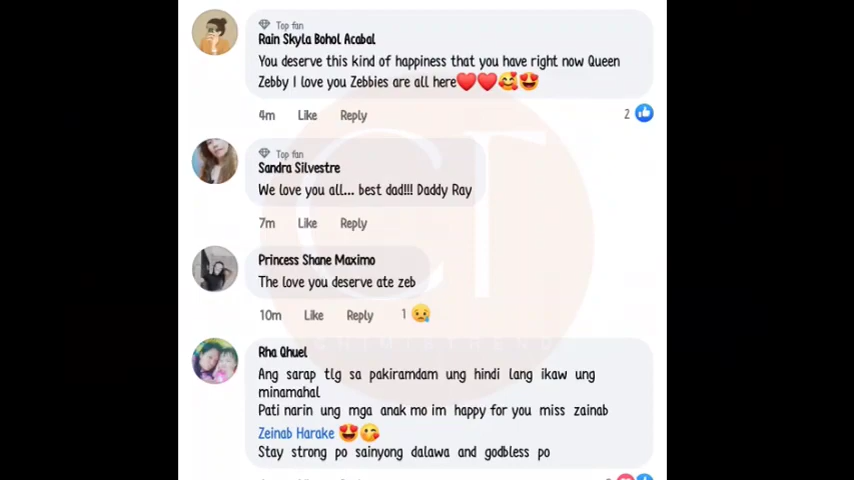 Top fan
Rain Skyla Bohol Acabal
You deserve this kind of happiness that you have right now Queen
Zebby I love you Zebbies are all here
4m Like Reply 2
Top fan
Sandra Silvestre
We love you all... best dad!!! Daddy Ray
7m Like Reply
Princess Shane Maximo
The love you deserve ate zeb
10m Like Reply 1
Rha Qhuel
Ang sarap tlg sa pakiramdam ung hindi lang ikaw ung
minamahal
Pati narin ung mga anak mo im happy for you miss zainab
Zeinab Harake
Stay strong po sainyong dalawa and godbless po